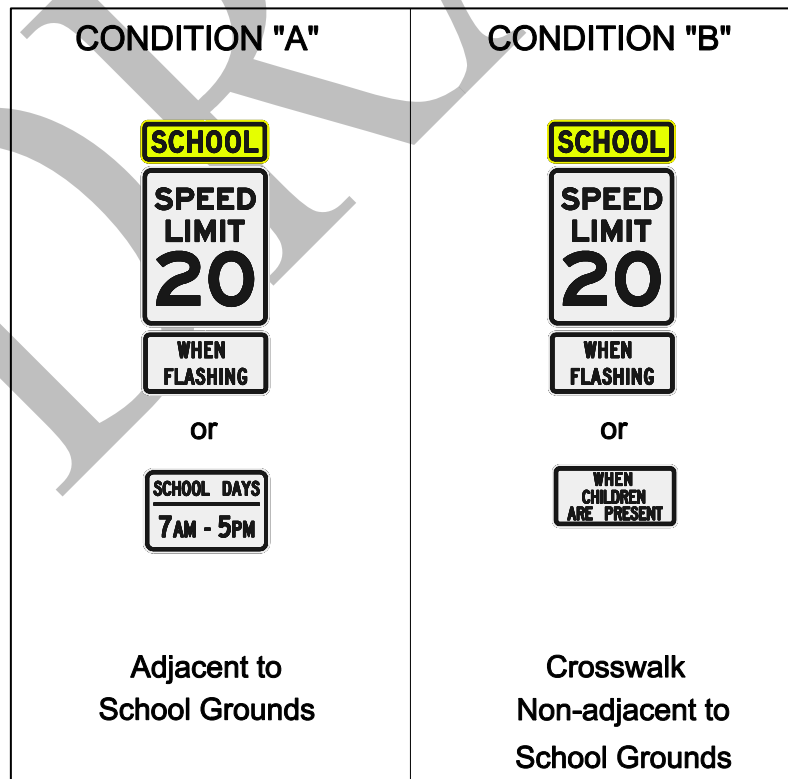 CONDITION "A"
SCHOOL
SPEED
LIMIT
20
WHEN
FLASHING
or
SCHOOL DAYS
7AM - 5PM
Adjacent to
School Grounds
CONDITION "B"
SCHOOL
SPEED
LIMIT
20
WHEN
FLASHING
or
WHEN
CHILDREN
ARE PRESENT
Crosswalk
Non-adjacent to
School Grounds